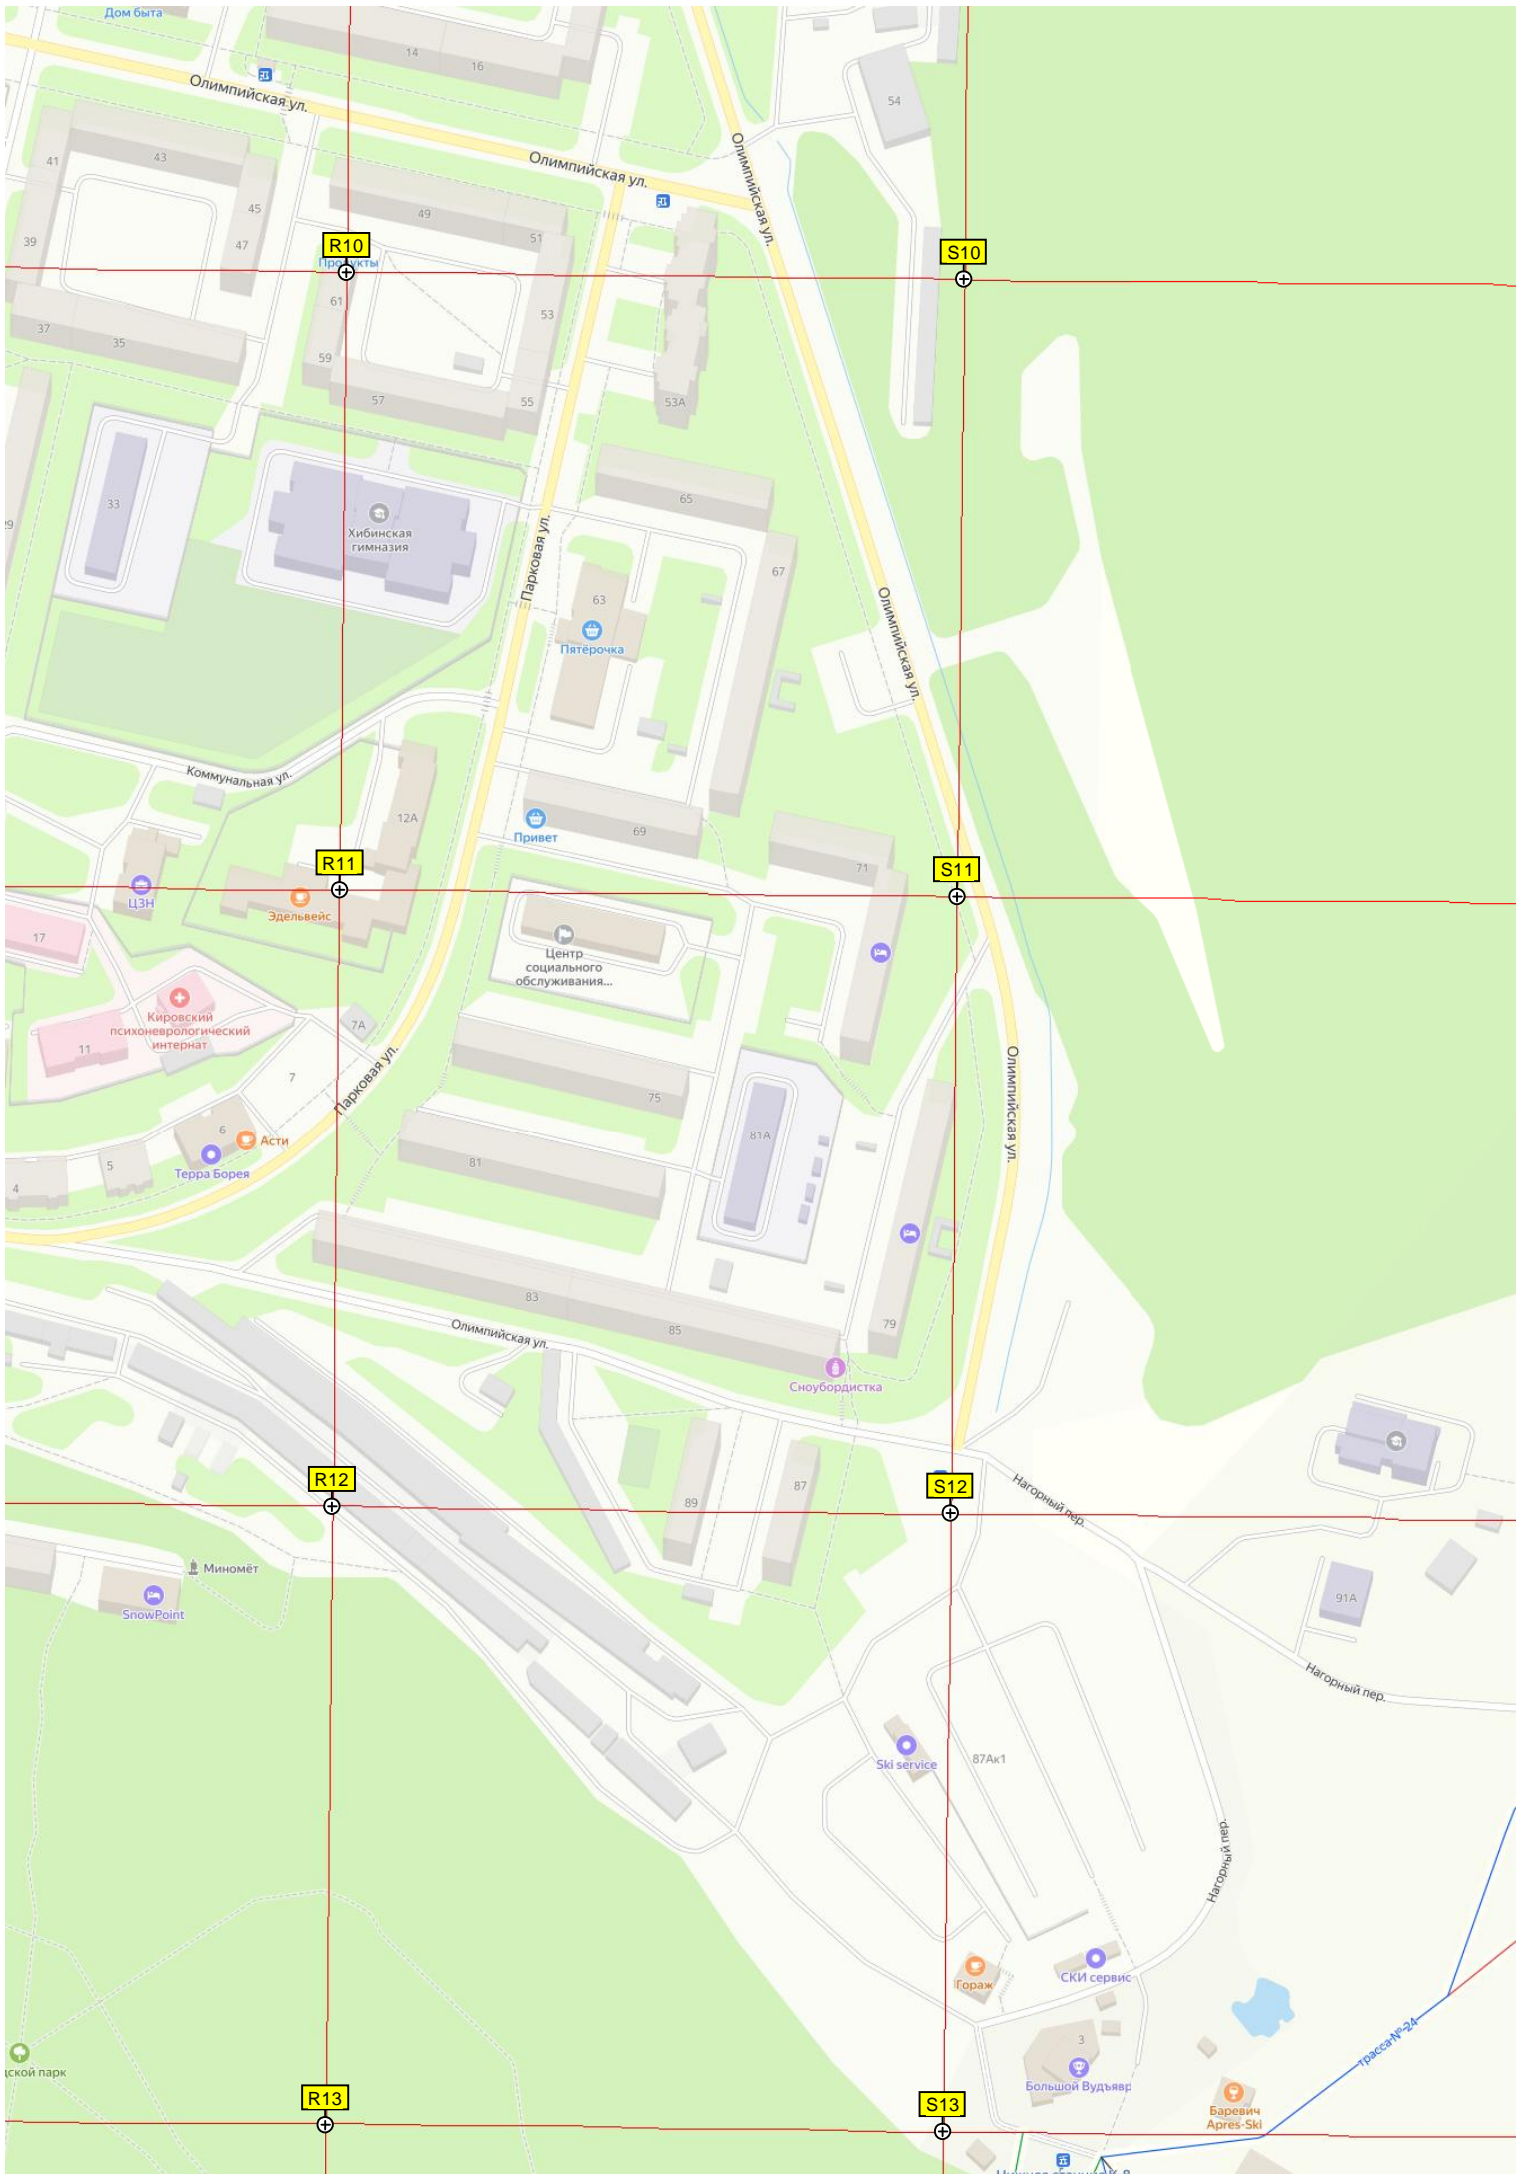 Дом быта
14
16
54
Олимпийская ул.
Олимпийская ул.
Олимпийская ул.
41
43
45
49
51
39
47
R10
Продукты
S10
61
53
37
35
59
57
55
53А
33
65
Хибинская
гимназия
Парковая ул.
67
63
Пятёрочка
Олимпийская ул.
Коммунальная ул.
12А
Привет
69
R11
71
S11
ЦЗН
Эдельвейс
17
Центр
социального
обслуживания...
Кировский
психоневрологический
интернат
7А
11
7
Парковая ул.
75
Олимпийская ул.
6
Асти
81А
Терра Борея
5
4
81
83
85
79
Олимпийская ул.
Сноубордистка
R12
89
87
S12
Нагорный пер.
Миномёт
SnowPoint
91А
Нагорный пер.
Ski service
87Ак1
Нагорный пер.
Гораж
СКИ сервис
3
трасса №24
дской парк
Большой Вудъявр
R13
S13
Баревич
Apres-Ski